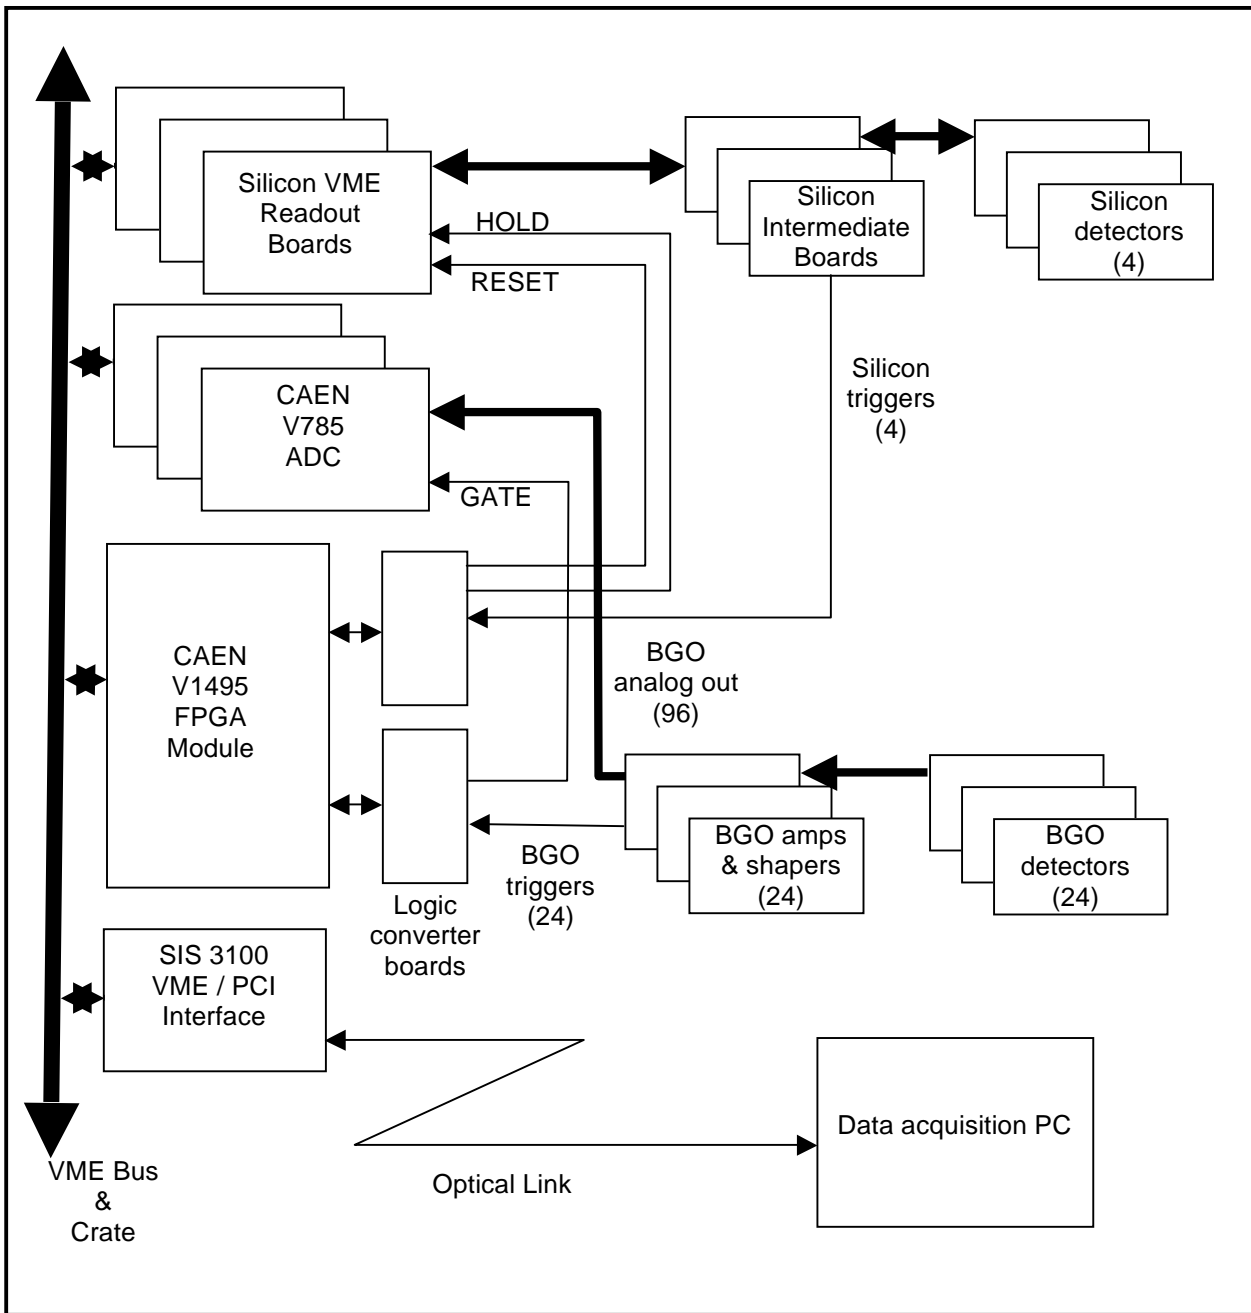 Silicon VME
Readout
Boards
HOLD
RESET
Silicon
Intermediate
Boards
Silicon
detectors
(4)
CAEN
V785
ADC
GATE
Silicon
triggers
(4)
CAEN
V1495
FPGA
Module
BGO
analog out
(96)
Logic
converter
boards
BGO
triggers
(24)
BGO amps
& shapers
(24)
BGO
detectors
(24)
SIS 3100
VME / PCI
Interface
Data acquisition PC
Optical Link
VME Bus
&
Crate